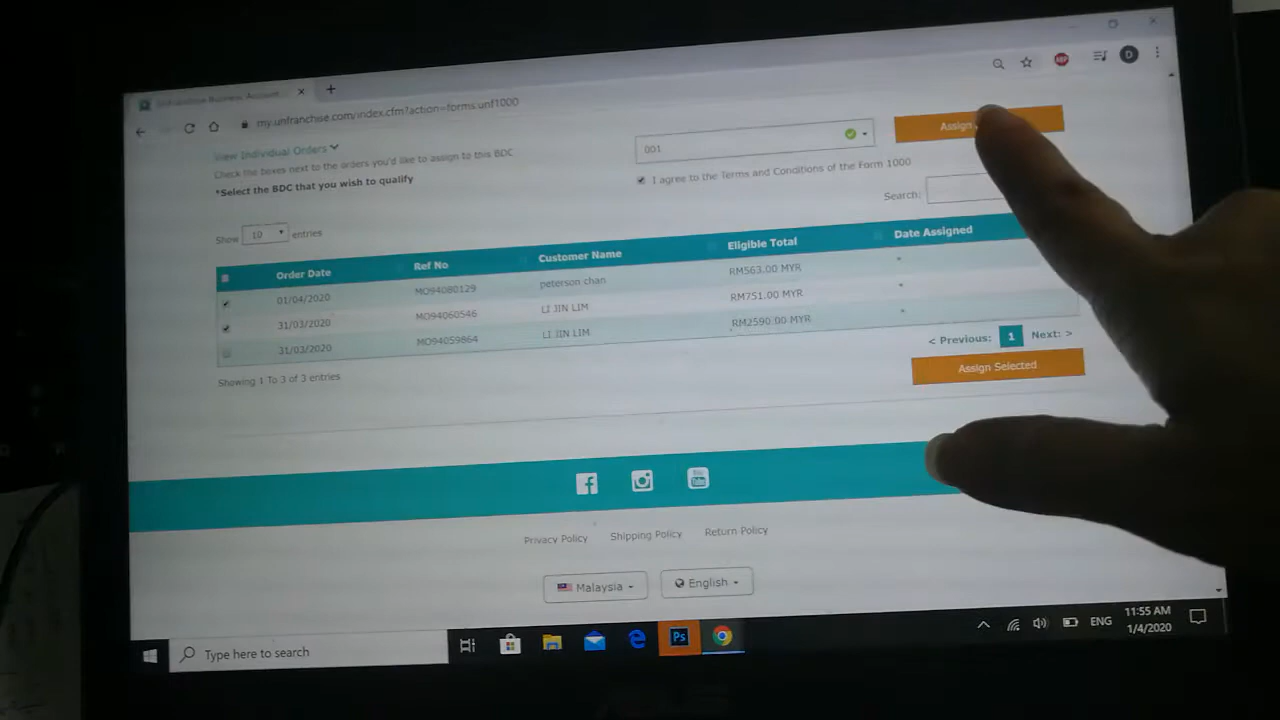 Unfranchise Business Account
my.unfranchise.com/index.cfm?action=forms.unf1000
ABP
D
View Individual Orders
Check the boxes next to the orders you'd like to assign to this BDC
*Select the BDC that you wish to qualify
001
Assign
I agree to the Terms and Conditions of the Form 1000
Search:
Show 10 entries
Order Date Ref No Customer Name Eligible Total Date Assigned
01/04/2020 MO94080129 peterson chan RM563.00 MYR
31/03/2020 MO94060546 LI JIN LIM RM751.00 MYR
31/03/2020 MO94059864 LI JIN LIM RM2590.00 MYR
Showing 1 To 3 of 3 entries
< Previous: 1 Next: >
Assign Selected
Privacy Policy Shipping Policy Return Policy
Malaysia English
Type here to search
Ps
ENG
11:55 AM
1/4/2020